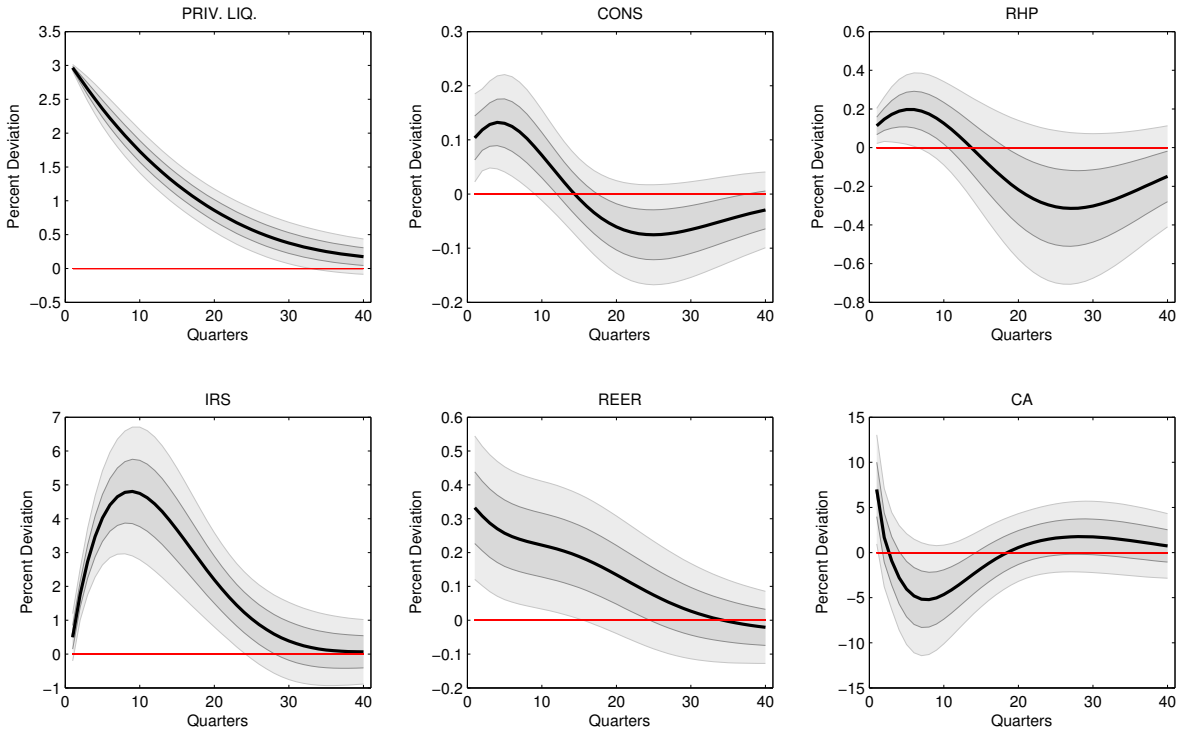 PRIV. LIQ.
Percent Deviation
3.5
3
2.5
2
1.5
1
0.5
0
−0.5
0 10 20 30 40
Quarters
CONS
Percent Deviation
0.3
0.2
0.1
0
−0.1
−0.2
0 10 20 30 40
Quarters
RHP
Percent Deviation
0.6
0.4
0.2
0
−0.2
−0.4
−0.6
−0.8
0 10 20 30 40
Quarters
IRS
Percent Deviation
7
6
5
4
3
2
1
0
−1
0 10 20 30 40
Quarters
REER
Percent Deviation
0.6
0.5
0.4
0.3
0.2
0.1
0
−0.1
−0.2
0 10 20 30 40
Quarters
CA
Percent Deviation
15
10
5
0
−5
−10
−15
0 10 20 30 40
Quarters